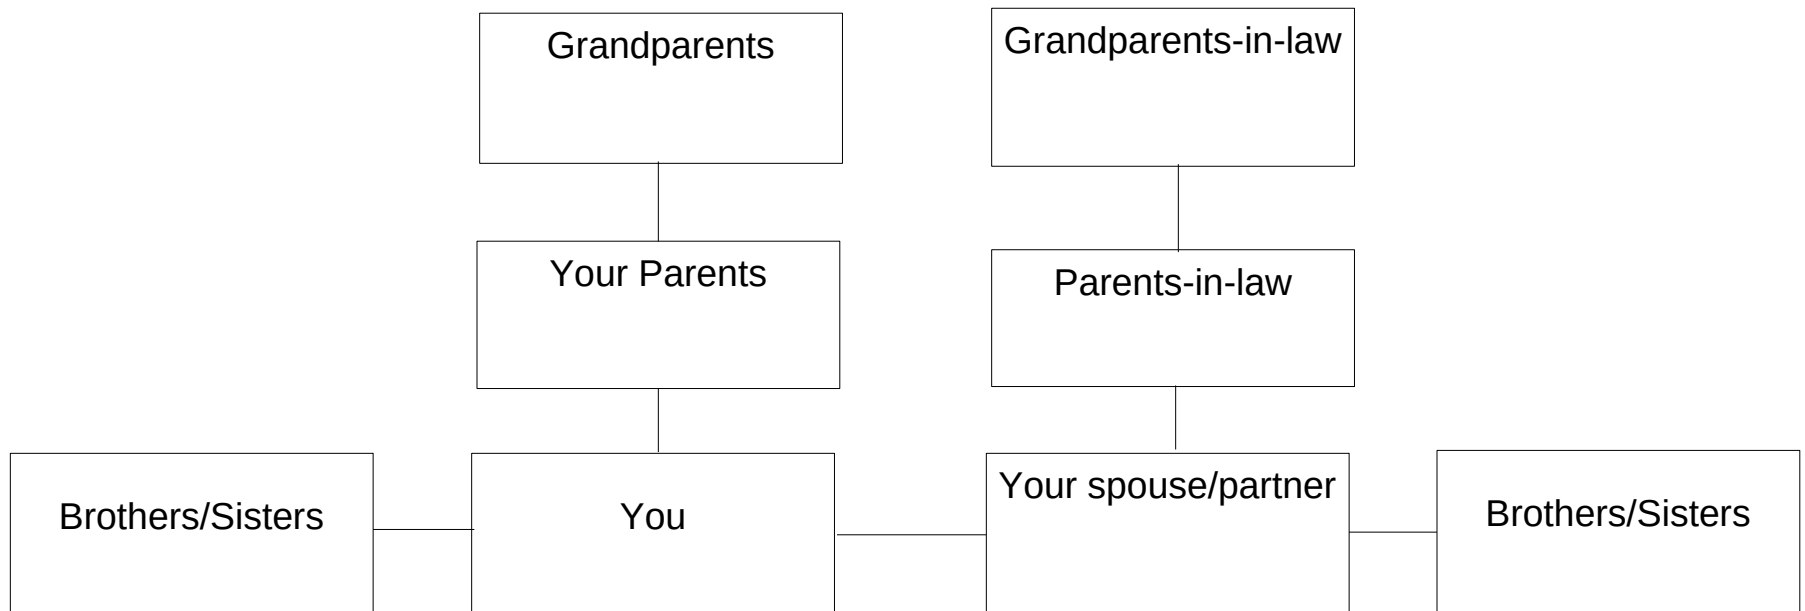 Grandparents
Grandparents-in-law
Your Parents
Parents-in-law
Brothers/Sisters
You
Your spouse/partner
Brothers/Sisters